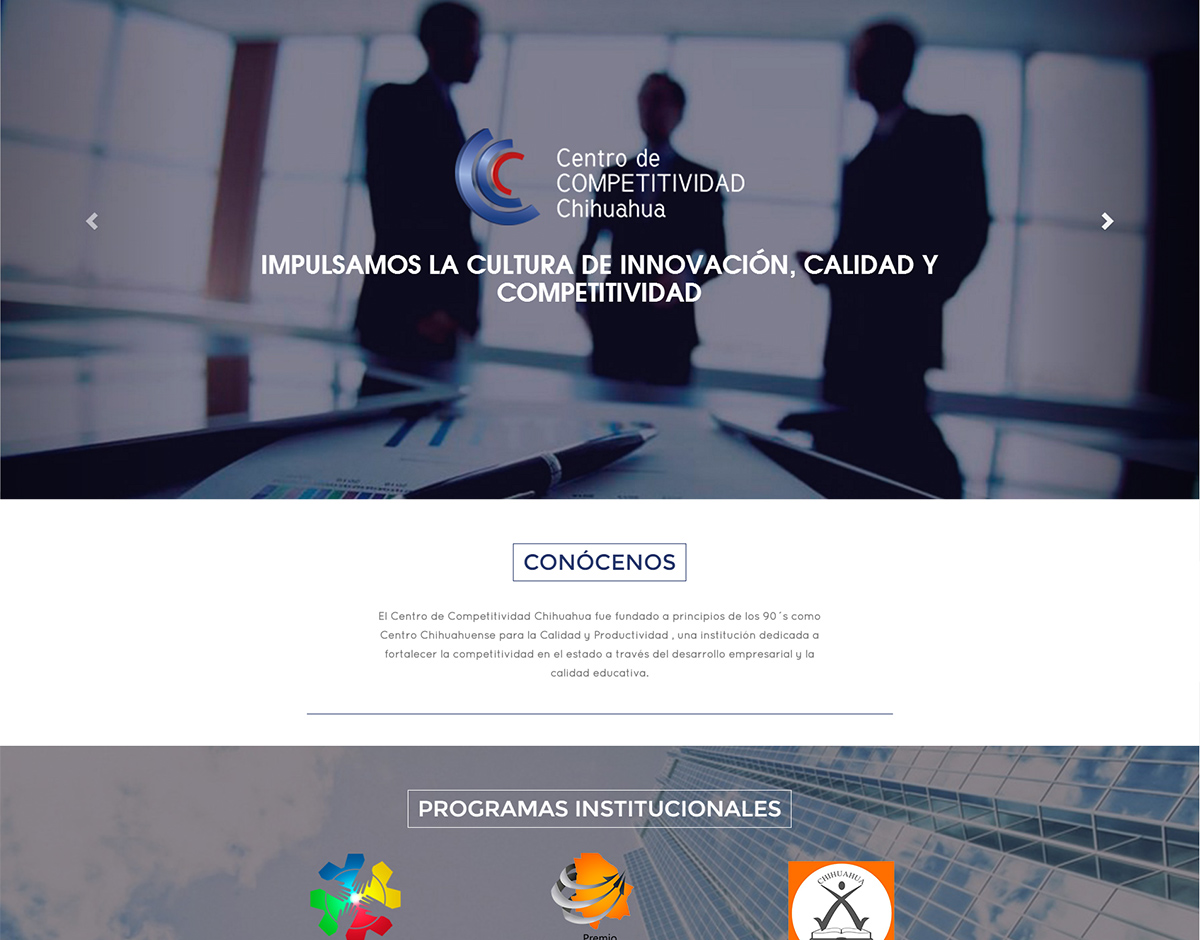 Centro de
COMPETITIVIDAD
Chihuahua
IMPULSAMOS LA CULTURA DE INNOVACIÓN, CALIDAD Y
COMPETITIVIDAD
CONÓCENOS
El Centro de Competitividad Chihuahua fue fundado a principios de los 90´s como
Centro Chihuahuense para la Calidad y Productividad , una institución dedicada a
fortalecer la competitividad en el estado a través del desarrollo empresarial y la
calidad educativa.
PROGRAMAS INSTITUCIONALES
CHIHUAHUA
Premio